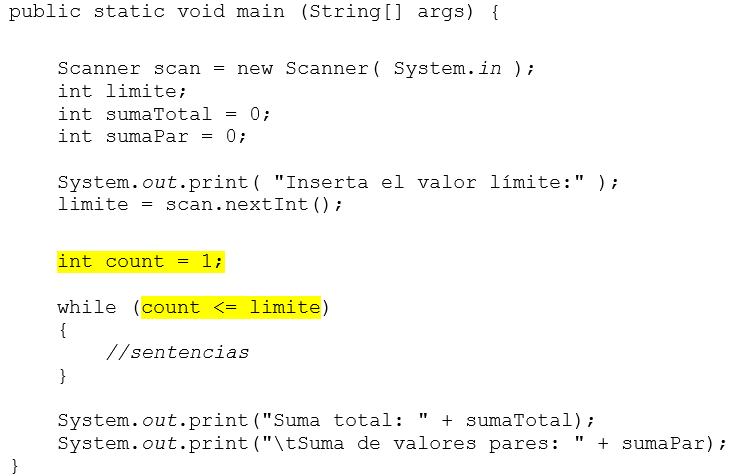 public static void main (String[] args) {
Scanner scan = new Scanner( System.in );
int limite;
int sumaTotal = 0;
int sumaPar = 0;
System.out.print( "Inserta el valor límite:" );
limite = scan.nextInt();
int count = 1;
while (count <= limite)
{
//sentencias
}
System.out.print("Suma total: " + sumaTotal);
System.out.print("\tSuma de valores pares: " + sumaPar);
}